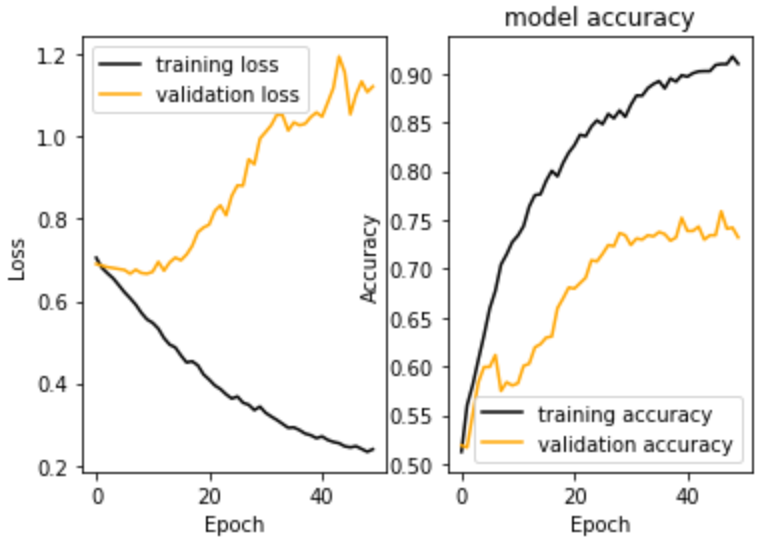 model accuracy
training loss
validation loss
1.2
1.0
0.8
0.6
0.4
0.2
Loss
0
20
40
Epoch
0.90
0.85
0.80
0.75
0.70
0.65
0.60
0.55
0.50
Accuracy
training accuracy
validation accuracy
0
20
40
Epoch